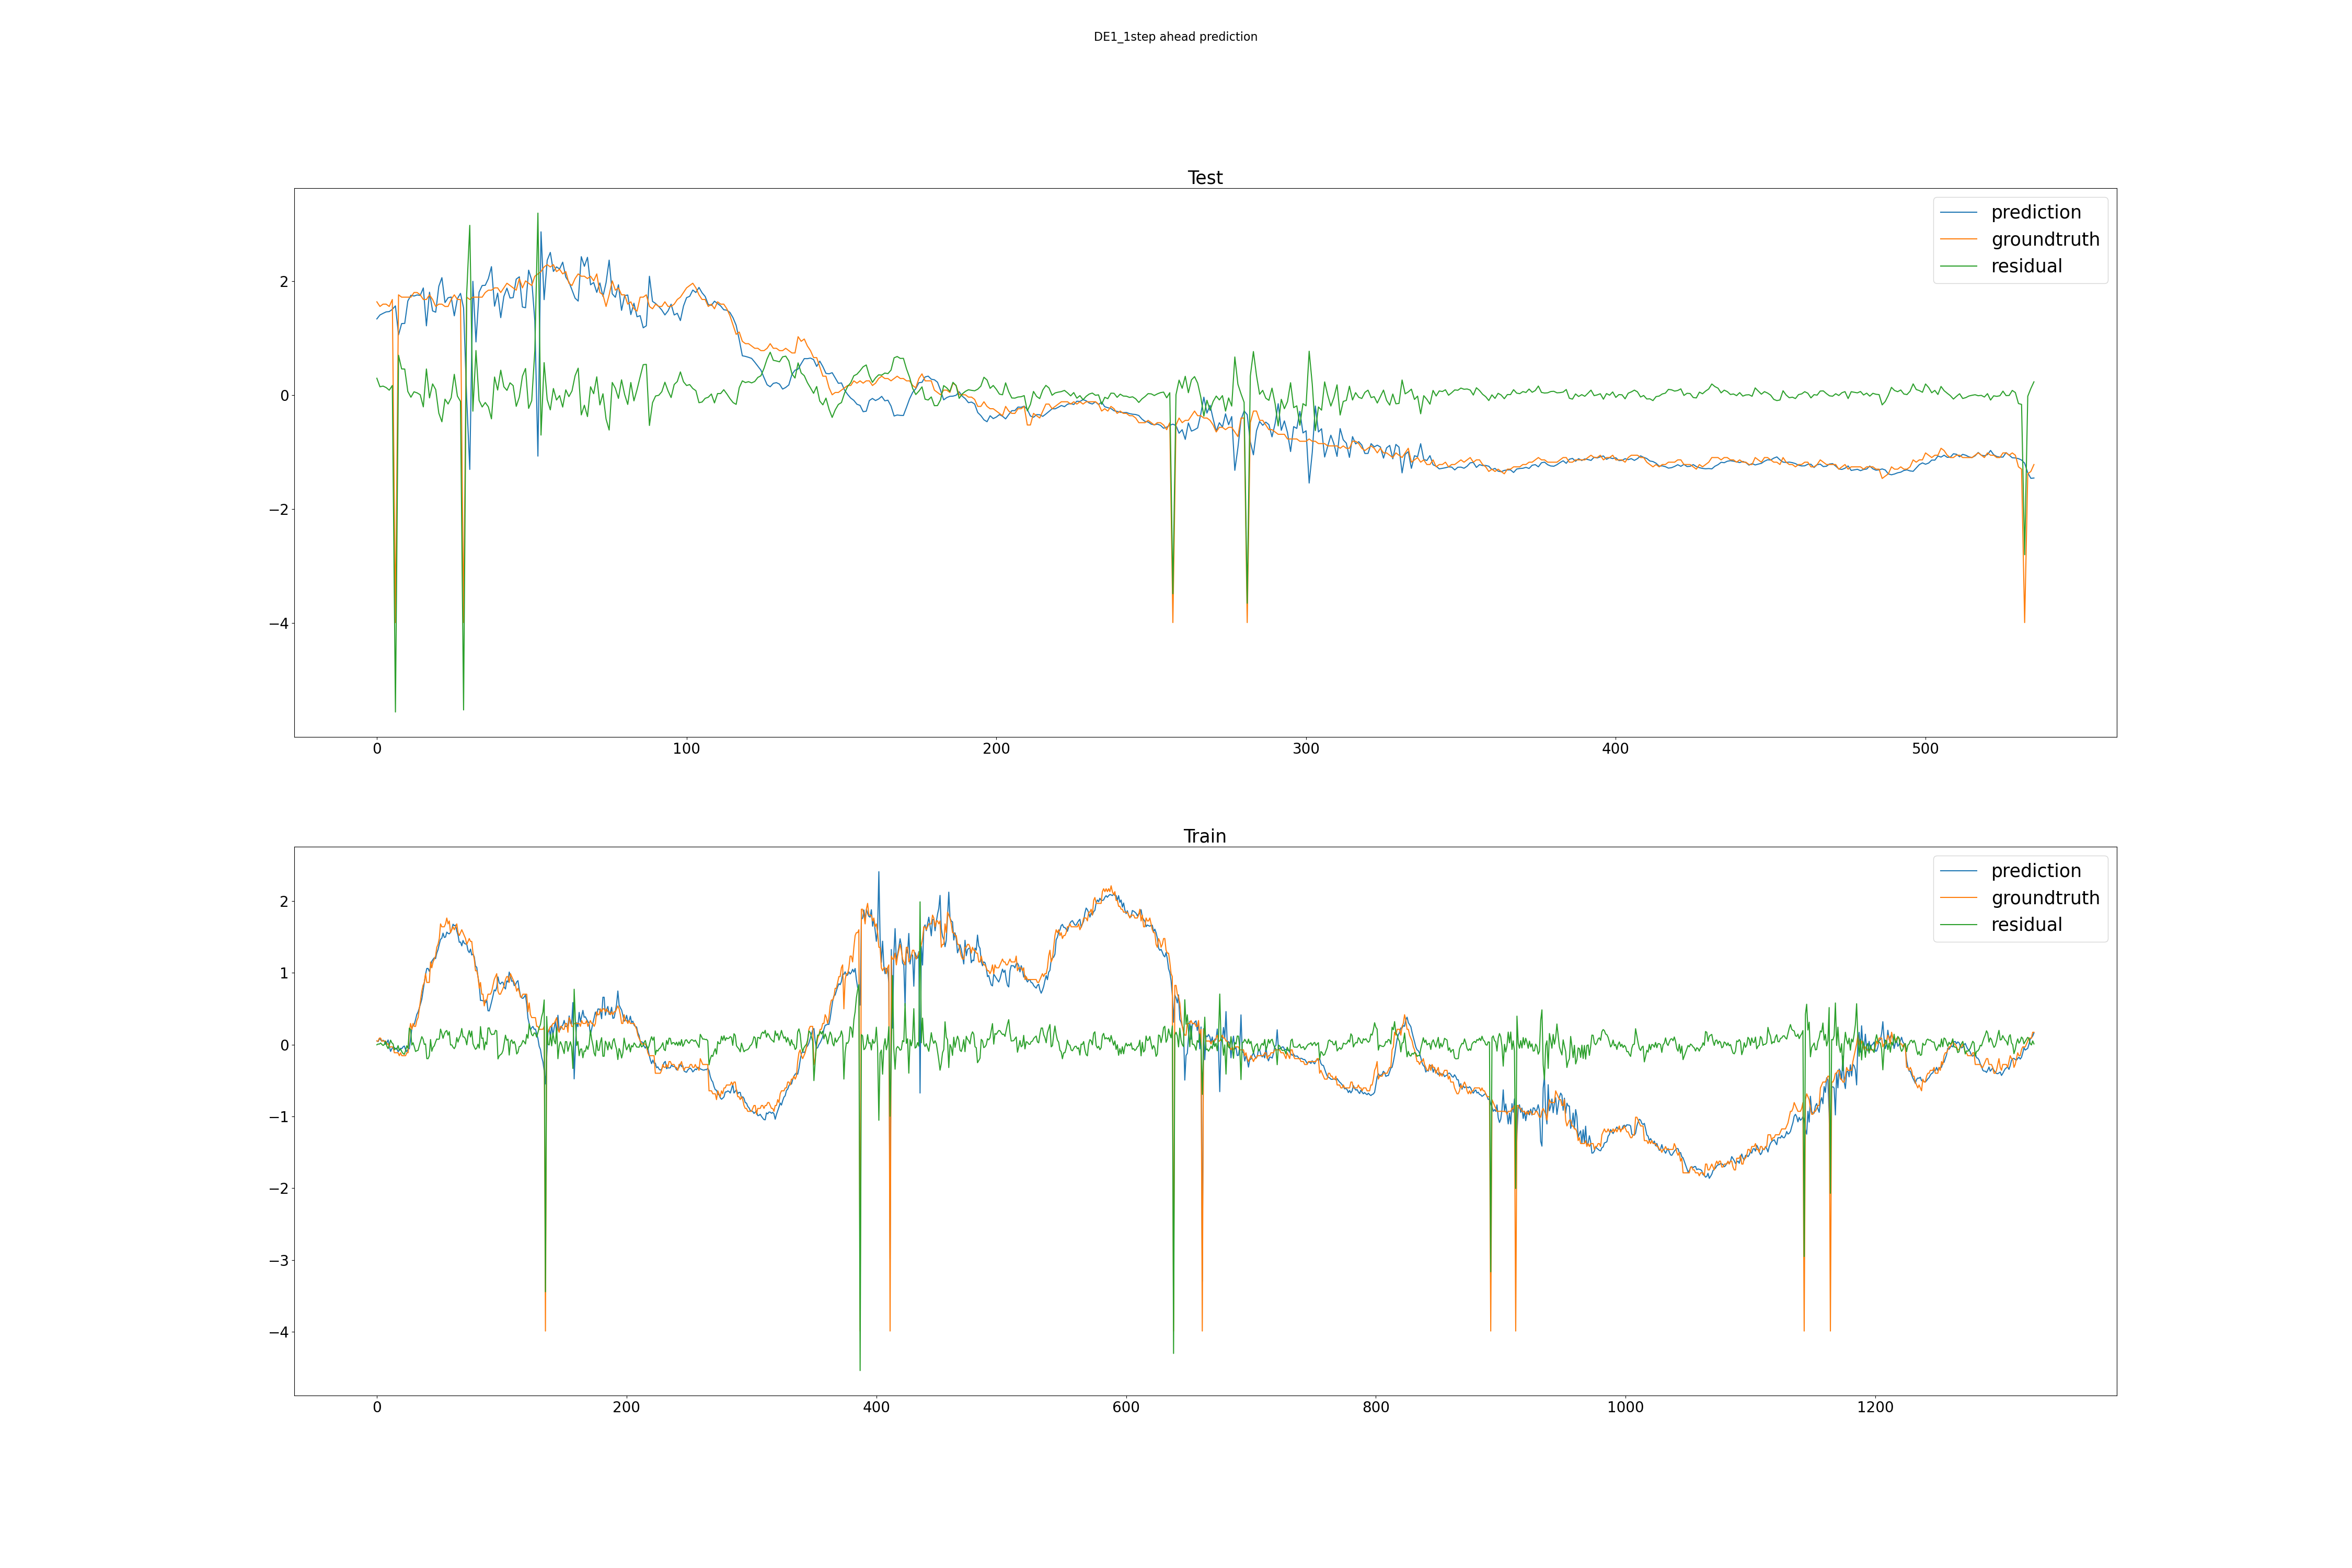 DE1_1step ahead prediction
Test
prediction
groundtruth
residual
2
0
−2
−4
0 100 200 300 400 500
Train
prediction
groundtruth
residual
2
1
0
−1
−2
−3
−4
0 200 400 600 800 1000 1200